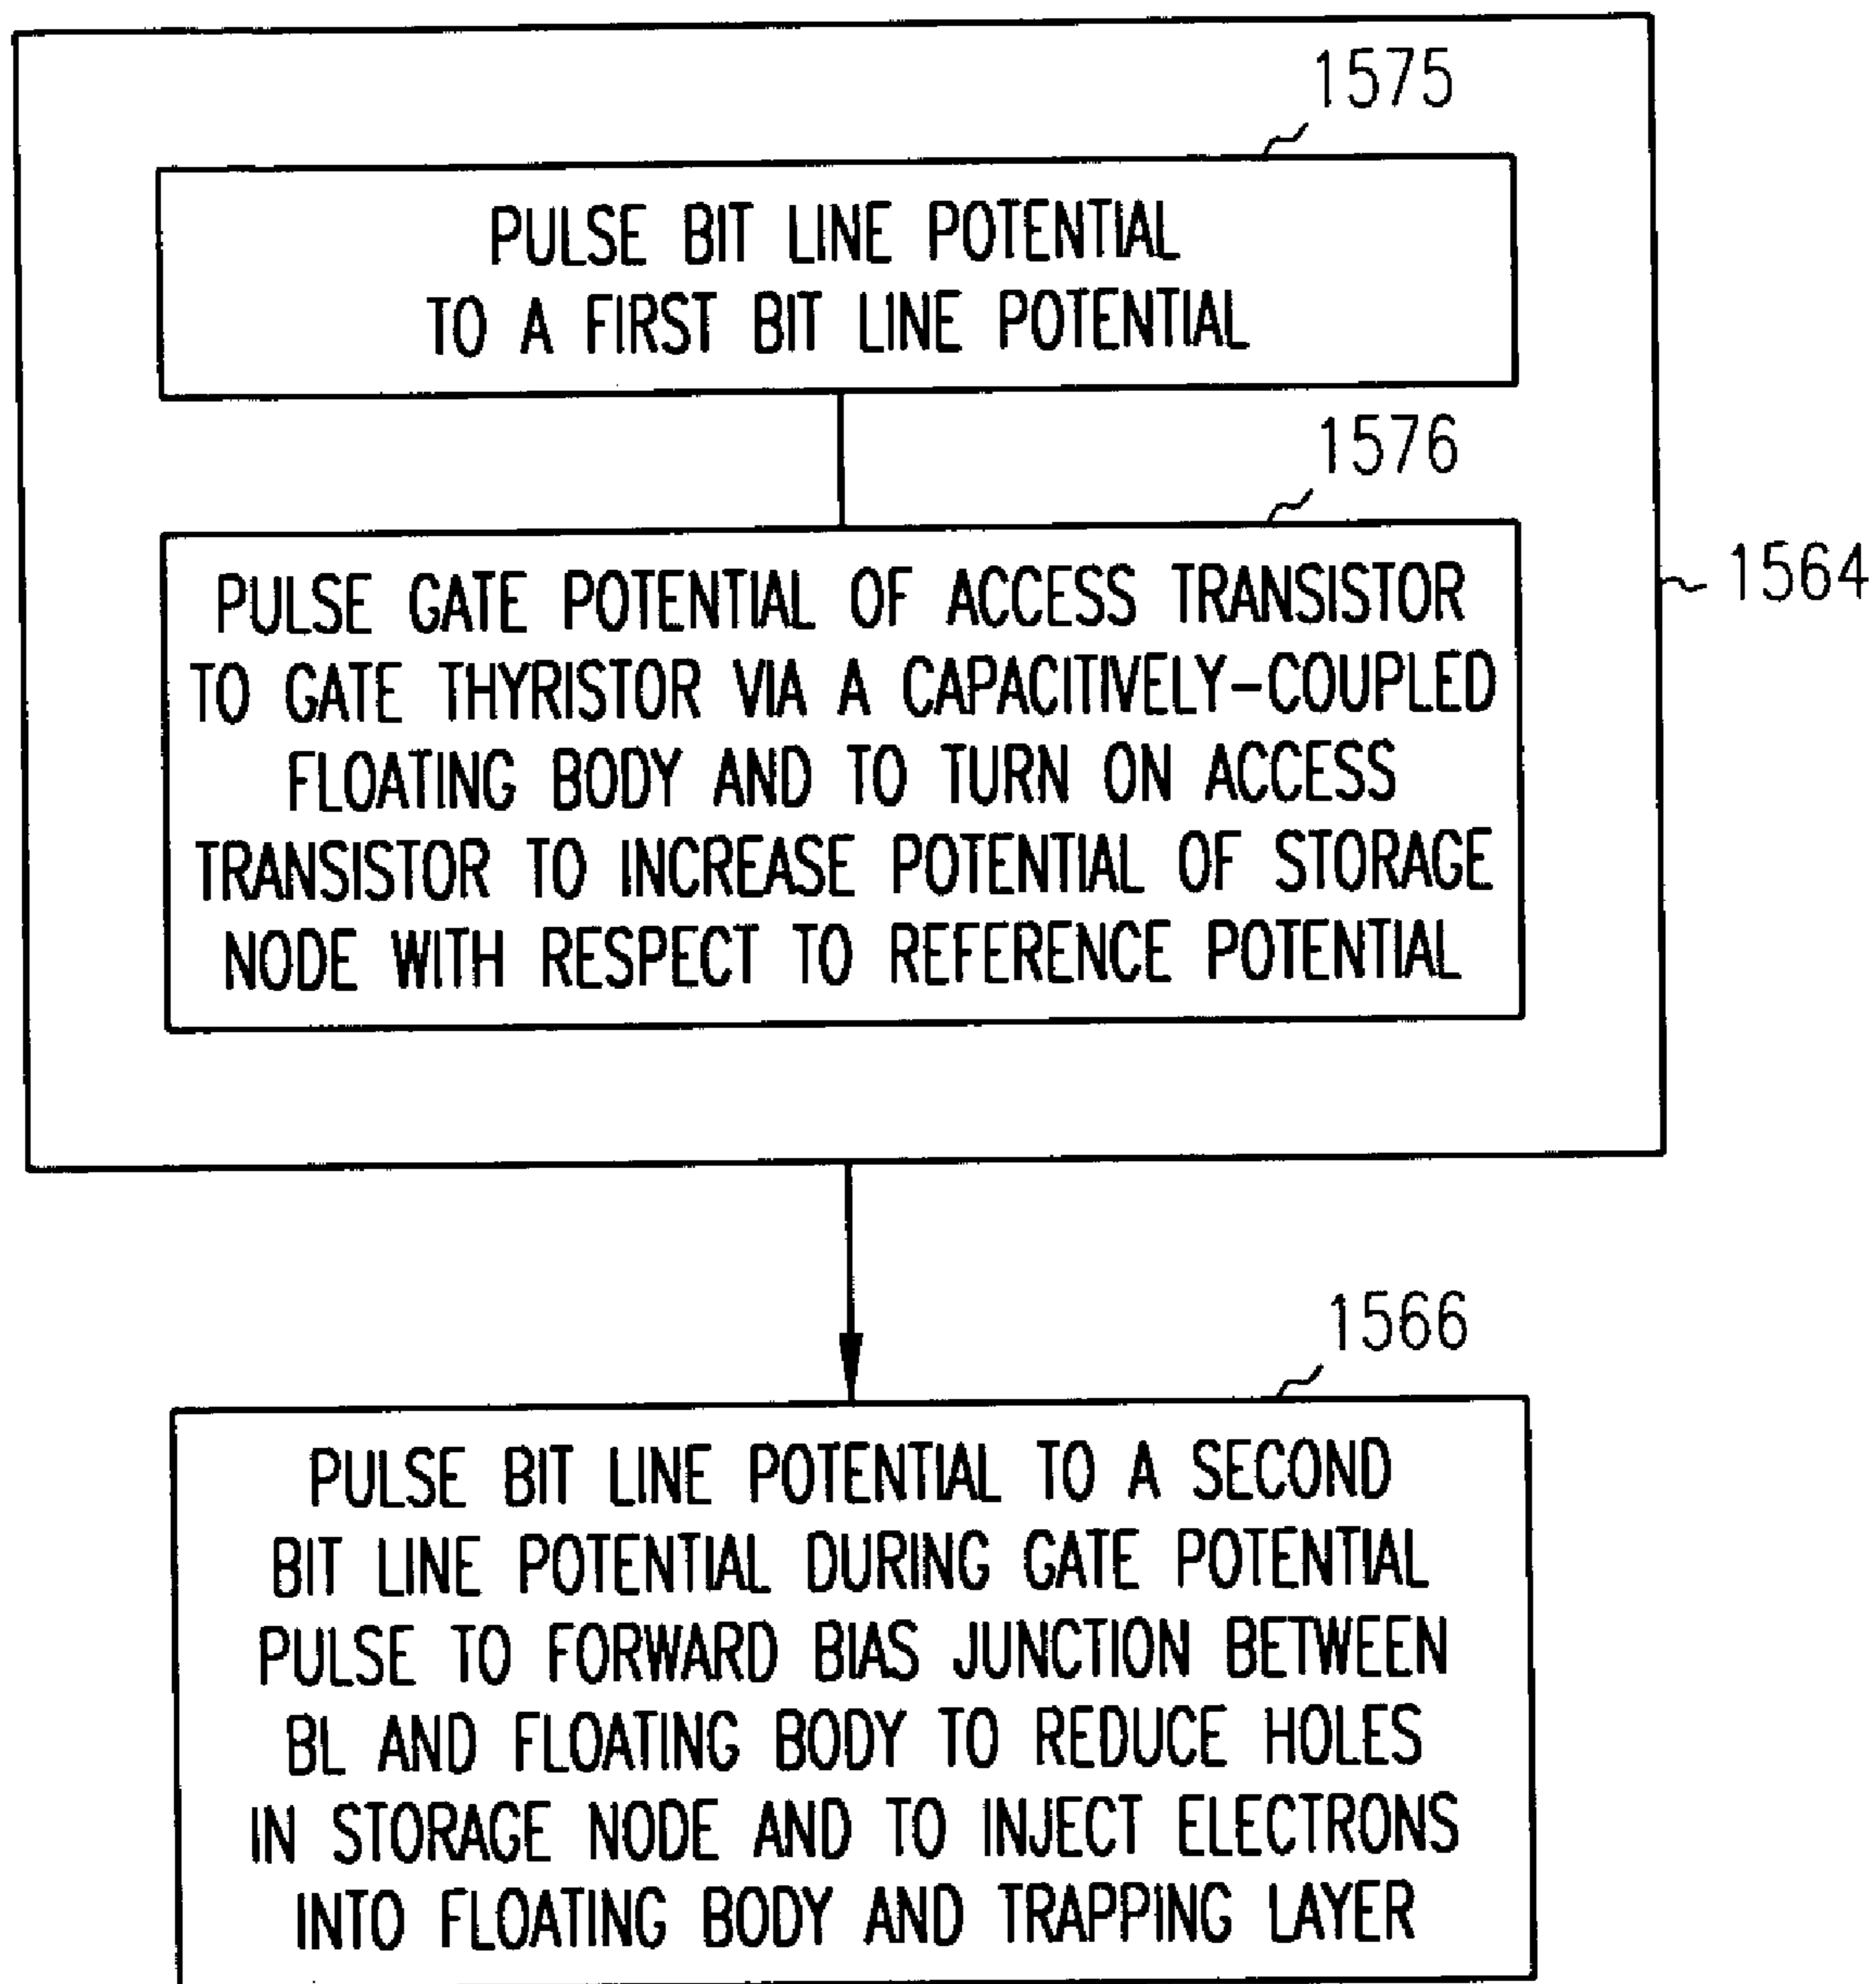 1575
PULSE BIT LINE POTENTIAL
TO A FIRST BIT LINE POTENTIAL
1576
PULSE GATE POTENTIAL OF ACCESS TRANSISTOR
TO GATE THYRISTOR VIA A CAPACITIVELY-COUPLED
FLOATING BODY AND TO TURN ON ACCESS
TRANSISTOR TO INCREASE POTENTIAL OF STORAGE
NODE WITH RESPECT TO REFERENCE POTENTIAL
1564
1566
PULSE BIT LINE POTENTIAL TO A SECOND
BIT LINE POTENTIAL DURING GATE POTENTIAL
PULSE TO FORWARD BIAS JUNCTION BETWEEN
BL AND FLOATING BODY TO REDUCE HOLES
IN STORAGE NODE AND TO INJECT ELECTRONS
INTO FLOATING BODY AND TRAPPING LAYER